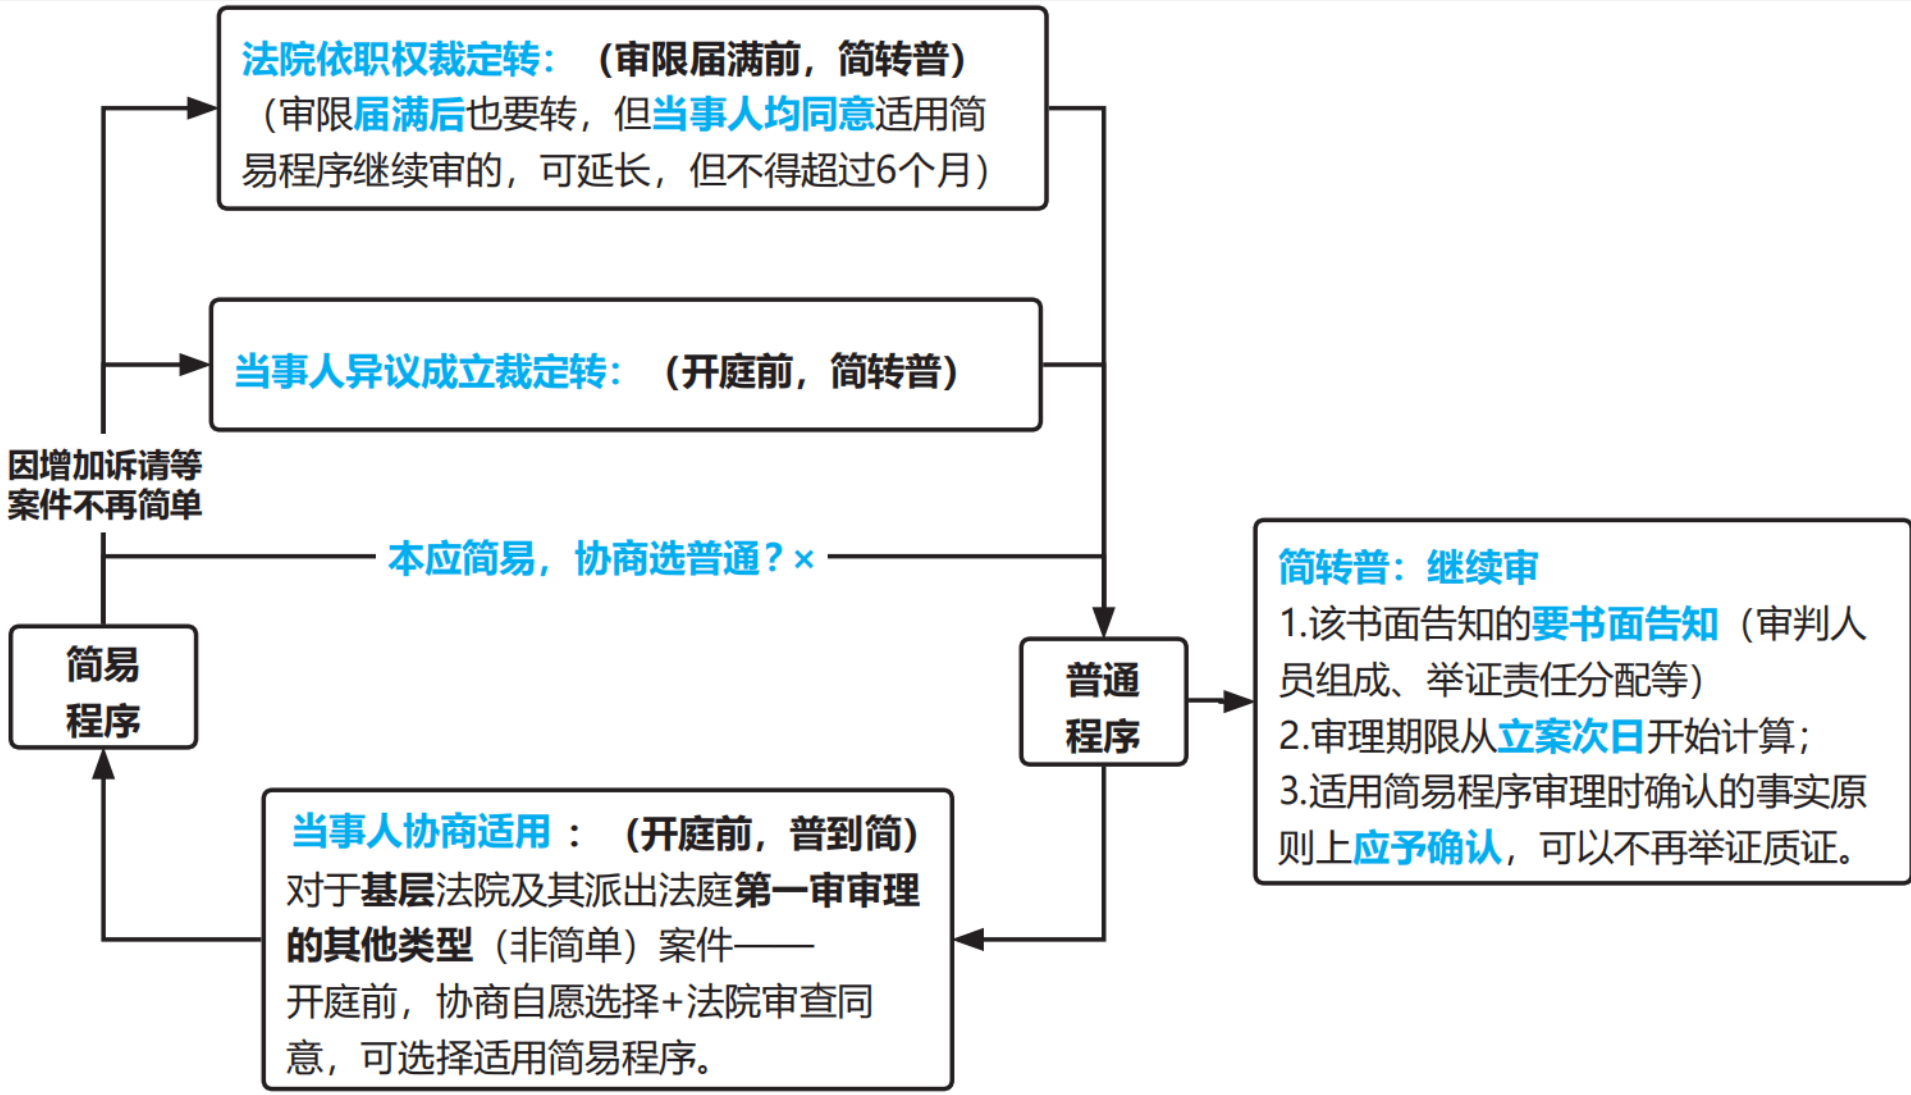 法院依职权裁定转：（审限届满前，简转普）
（审限届满后也要转，但当事人均同意适用简
易程序继续审的，可延长，但不得超过6个月）
当事人异议成立裁定转：（开庭前，简转普）
因增加诉请等
案件不再简单
本应简易，协商选普通？×
简易
程序
普通
程序
简转普：继续审
1.该书面告知的要书面告知（审判人
员组成、举证责任分配等）
2.审理期限从立案次日开始计算；
3.适用简易程序审理时确认的事实原
则上应予确认，可以不再举证质证。
当事人协商适用：（开庭前，普到简）
对于基层法院及其派出法庭第一审审理
的其他类型（非简单）案件——
开庭前，协商自愿选择+法院审查同
意，可选择适用简易程序。